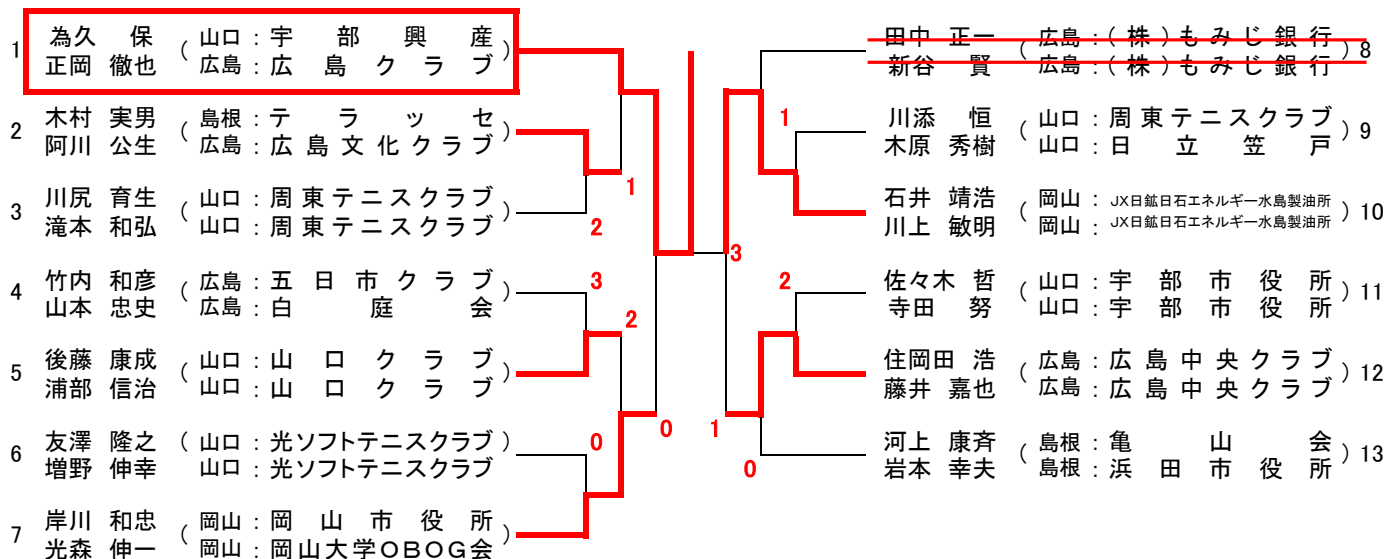 1 為久 保 ( 山口 : 宇部興産 )
正岡 徹也 広島 : 広島クラブ
2 木村 実男 ( 島根 : テラッセ )
阿川 公生 広島 : 広島文化クラブ
3 川尻 育生 ( 山口 : 周東テニスクラブ )
滝本 和弘 山口 : 周東テニスクラブ
4 竹内 和彦 ( 広島 : 五日市クラブ )
山本 忠史 広島 : 白庭会
5 後藤 康成 ( 山口 : 山口クラブ )
浦部 信治 山口 : 山口クラブ
6 友澤 隆之 ( 山口 : 光ソフトテニスクラブ )
増野 伸幸 山口 : 光ソフトテニスクラブ
7 岸川 和忠 ( 岡山 : 岡山市役所 )
光森 伸一 岡山 : 岡山大学OBOG会
1
2
3
2
0
0
3
1
1
2
0
田中 正一 ( 広島 : (株)もみじ銀行 ) 8
新谷 賢 広島 : (株)もみじ銀行
川添 恒 ( 山口 : 周東テニスクラブ ) 9
木原 秀樹 山口 : 日立笠戸
石井 靖浩 ( 岡山 : JX日鉱日石エネルギー水島製油所 ) 10
川上 敏明 岡山 : JX日鉱日石エネルギー水島製油所
佐々木 哲 ( 山口 : 宇部市役所 ) 11
寺田 努 山口 : 宇部市役所
住岡田 浩 ( 広島 : 広島中央クラブ ) 12
藤井 嘉也 広島 : 広島中央クラブ
河上 康斉 ( 島根 : 亀山会 ) 13
岩本 幸夫 島根 : 浜田市役所